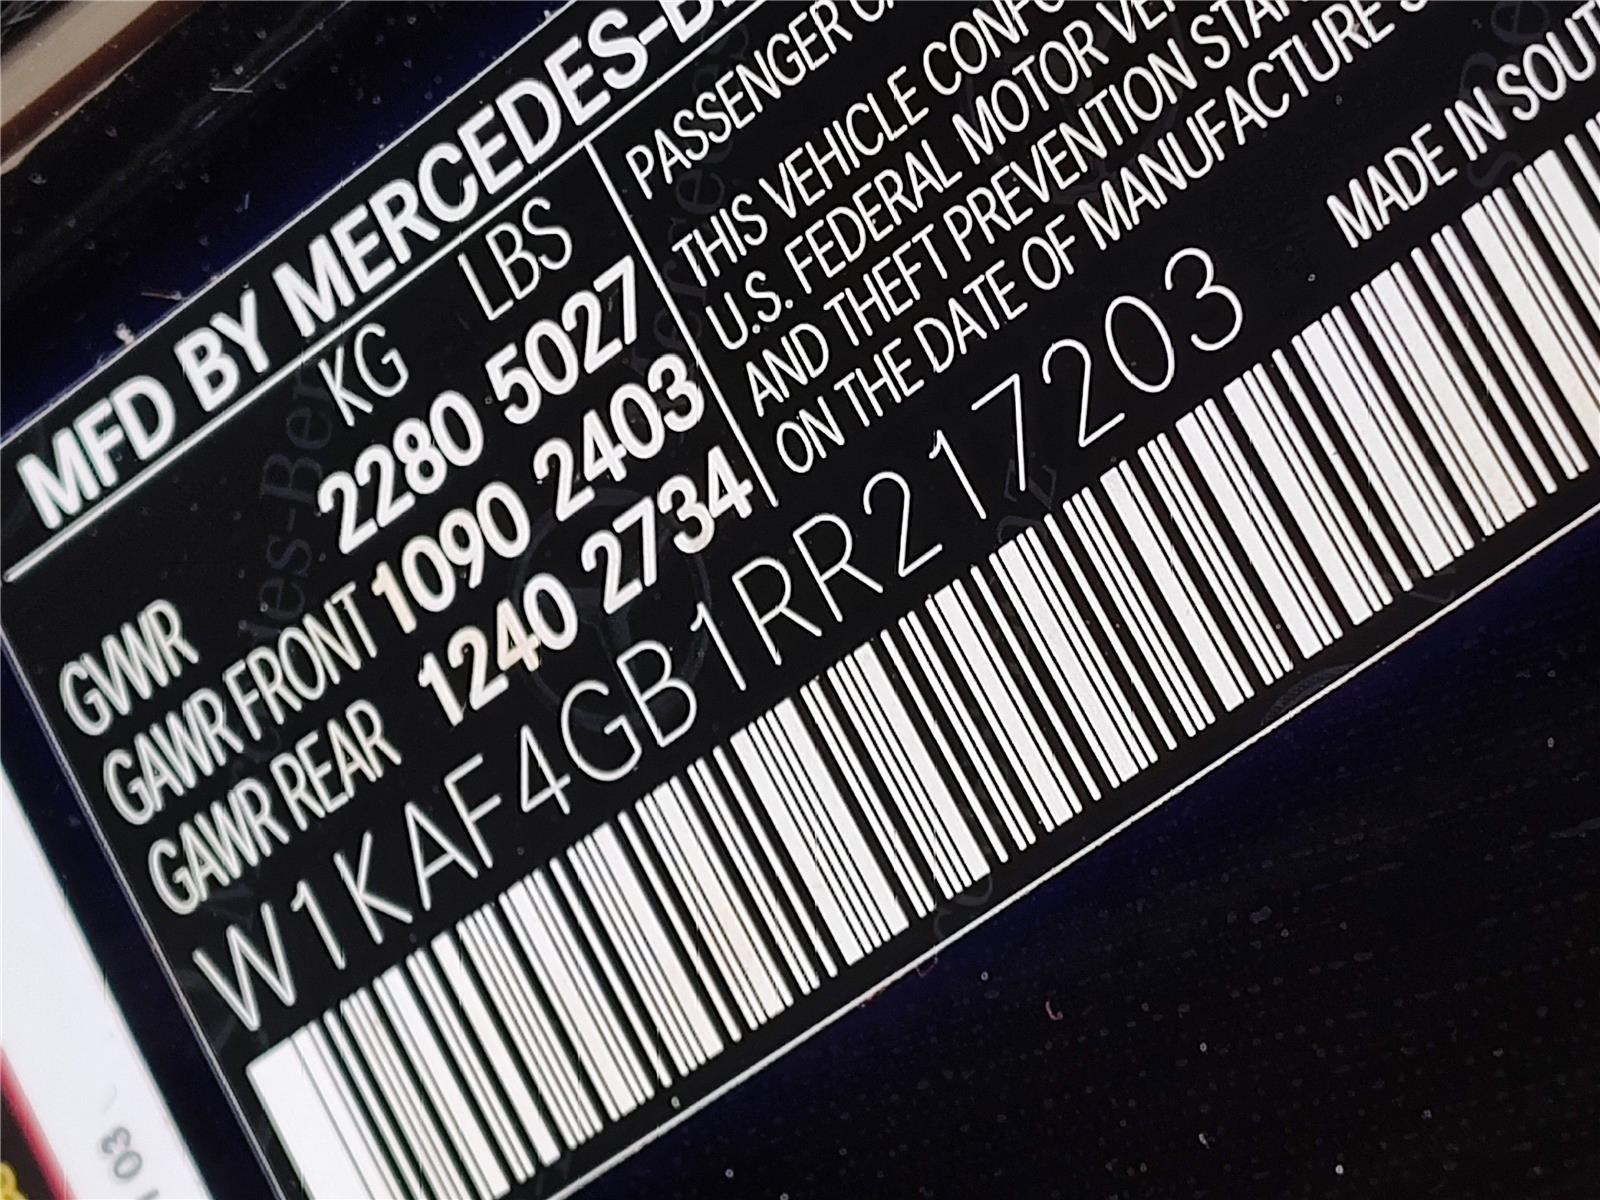 MFD BY MERCEDES-B
KG LBS
GVWR 2280 5027
GAWR FRONT 1090 2403
GAWR REAR 1240 2734
PASSENGER
THIS VEHICLE CONF
U.S. FEDERAL MOTOR VE
AND THEFT PREVENTION STA
ON THE DATE OF MANUFACTURE
MADE IN SOUT
W1KAF4GB1RR217203
103